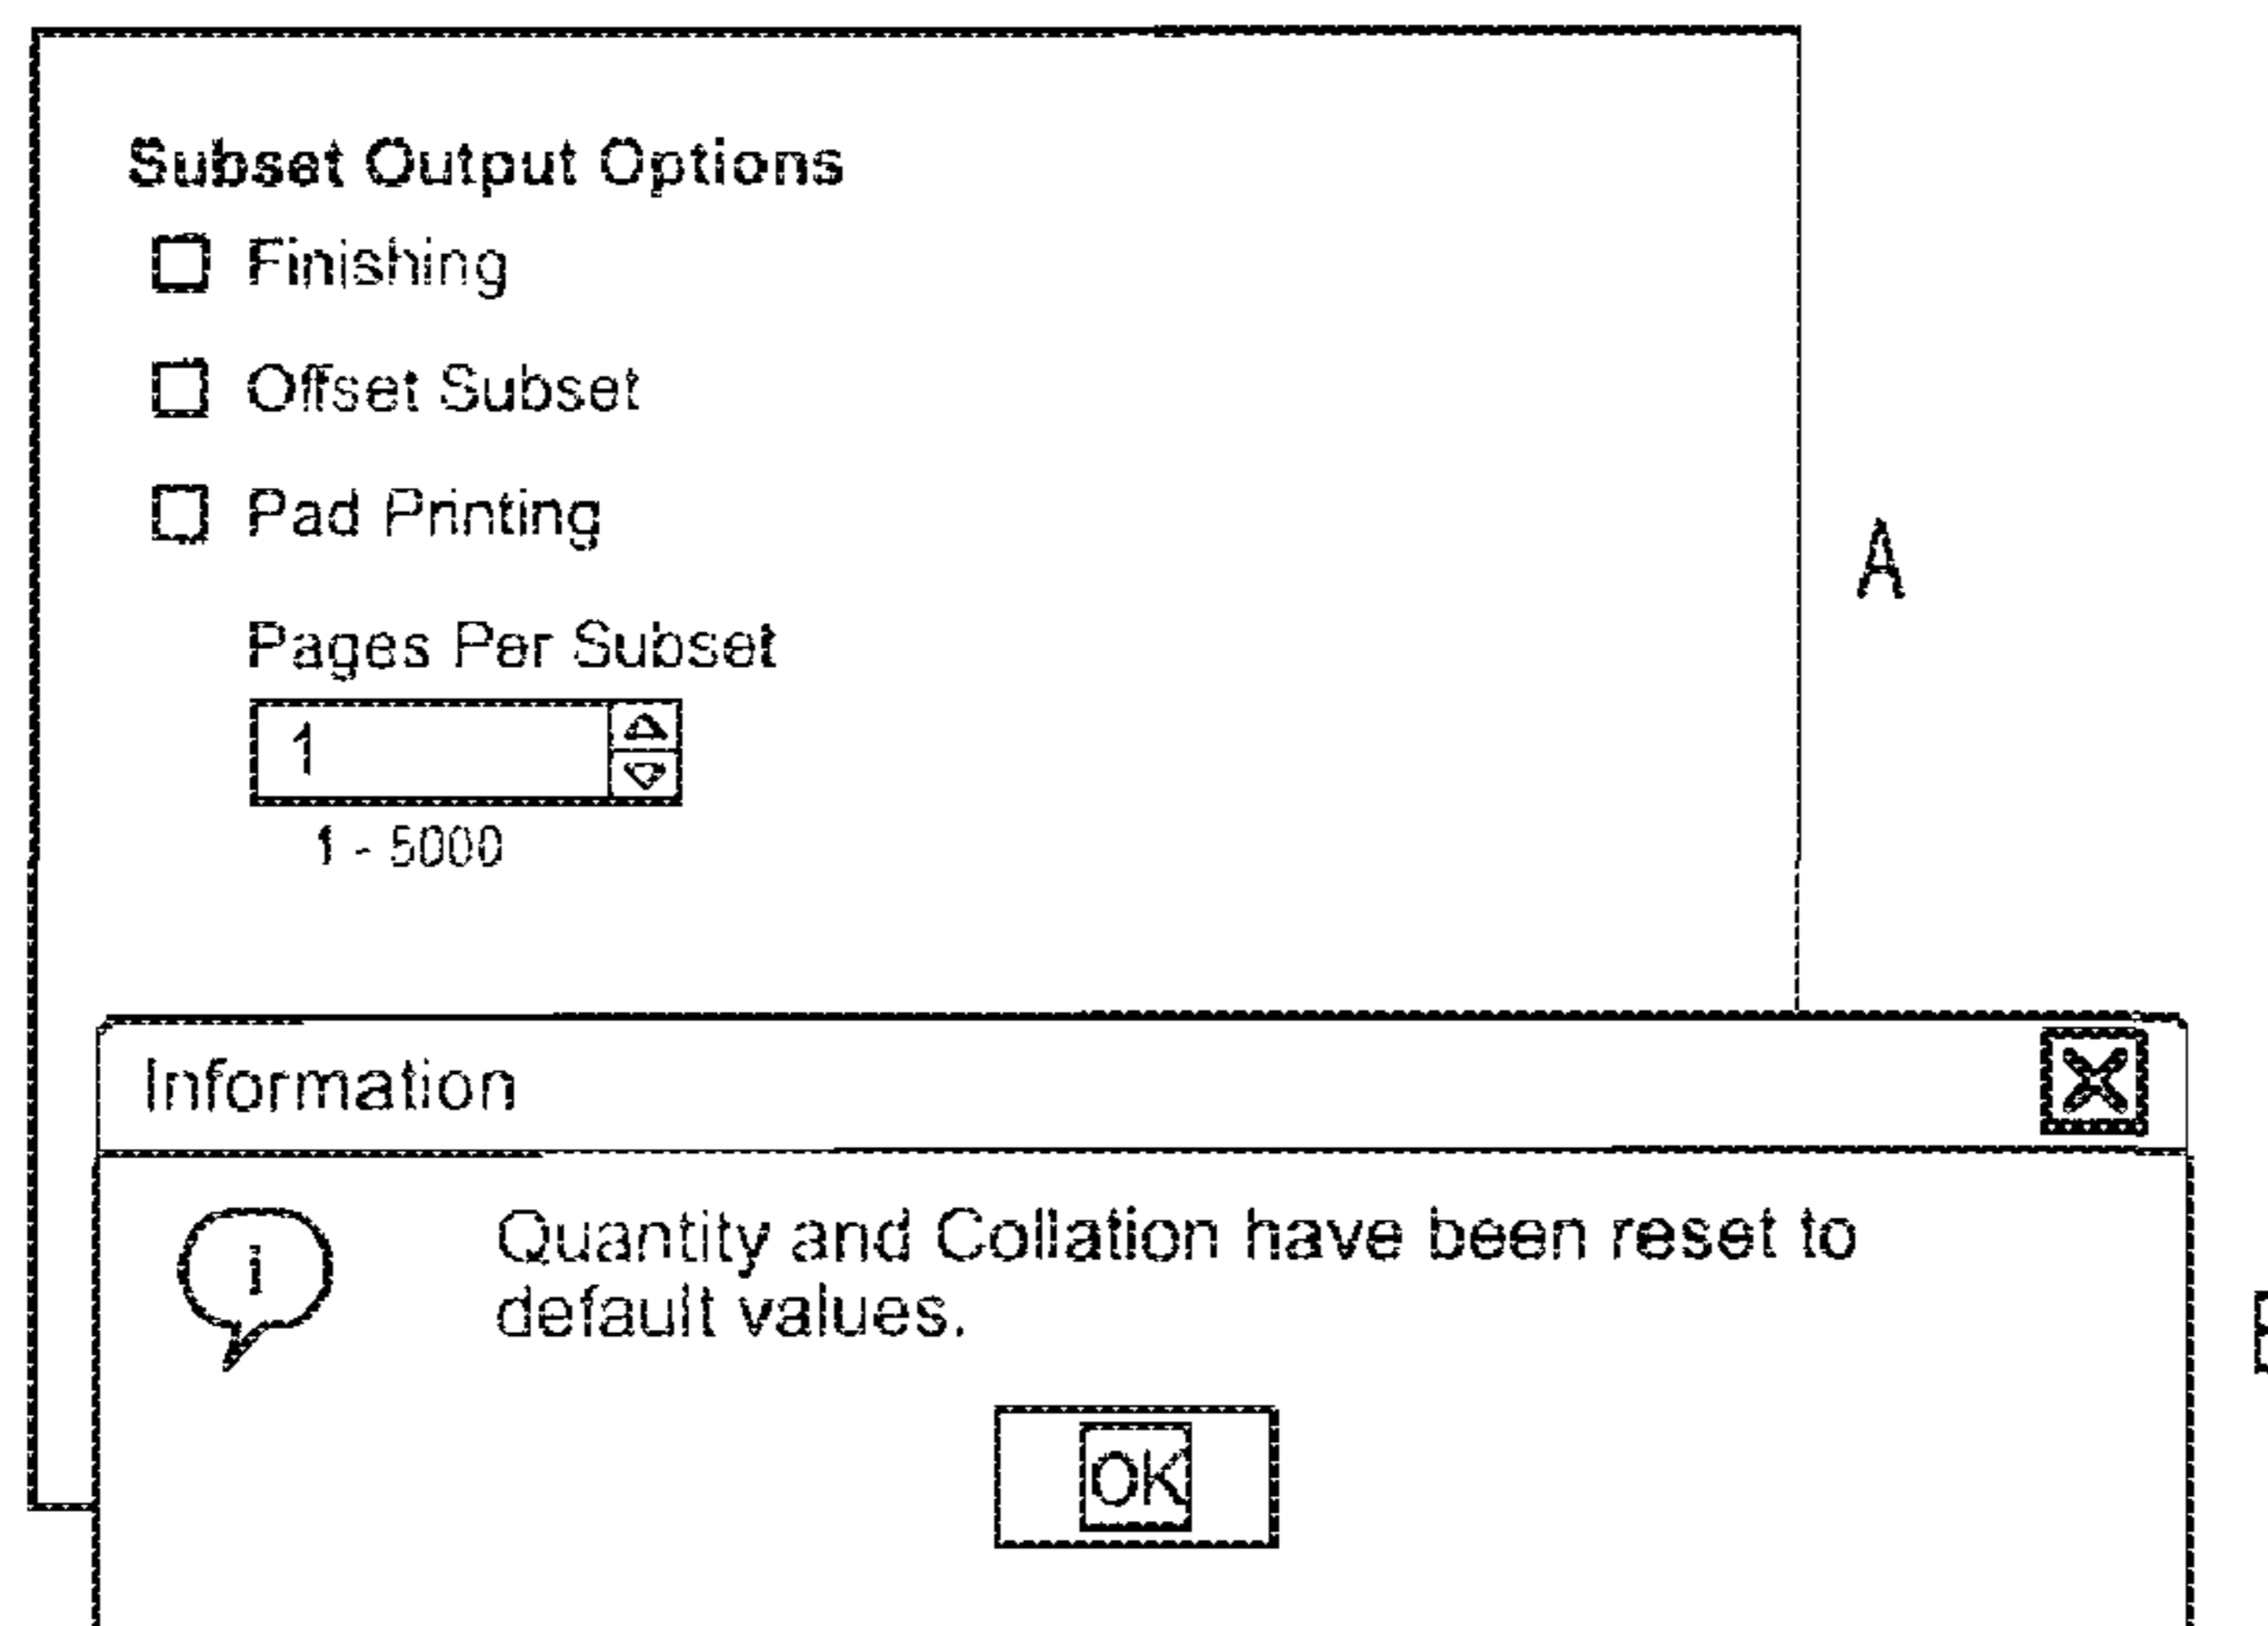 Subset Output Options
Finishing
Offset Subset
Pad Printing
Pages Per Subset
1
1 - 5000
A
Information
i
Quantity and Collation have been reset to
default values.
OK